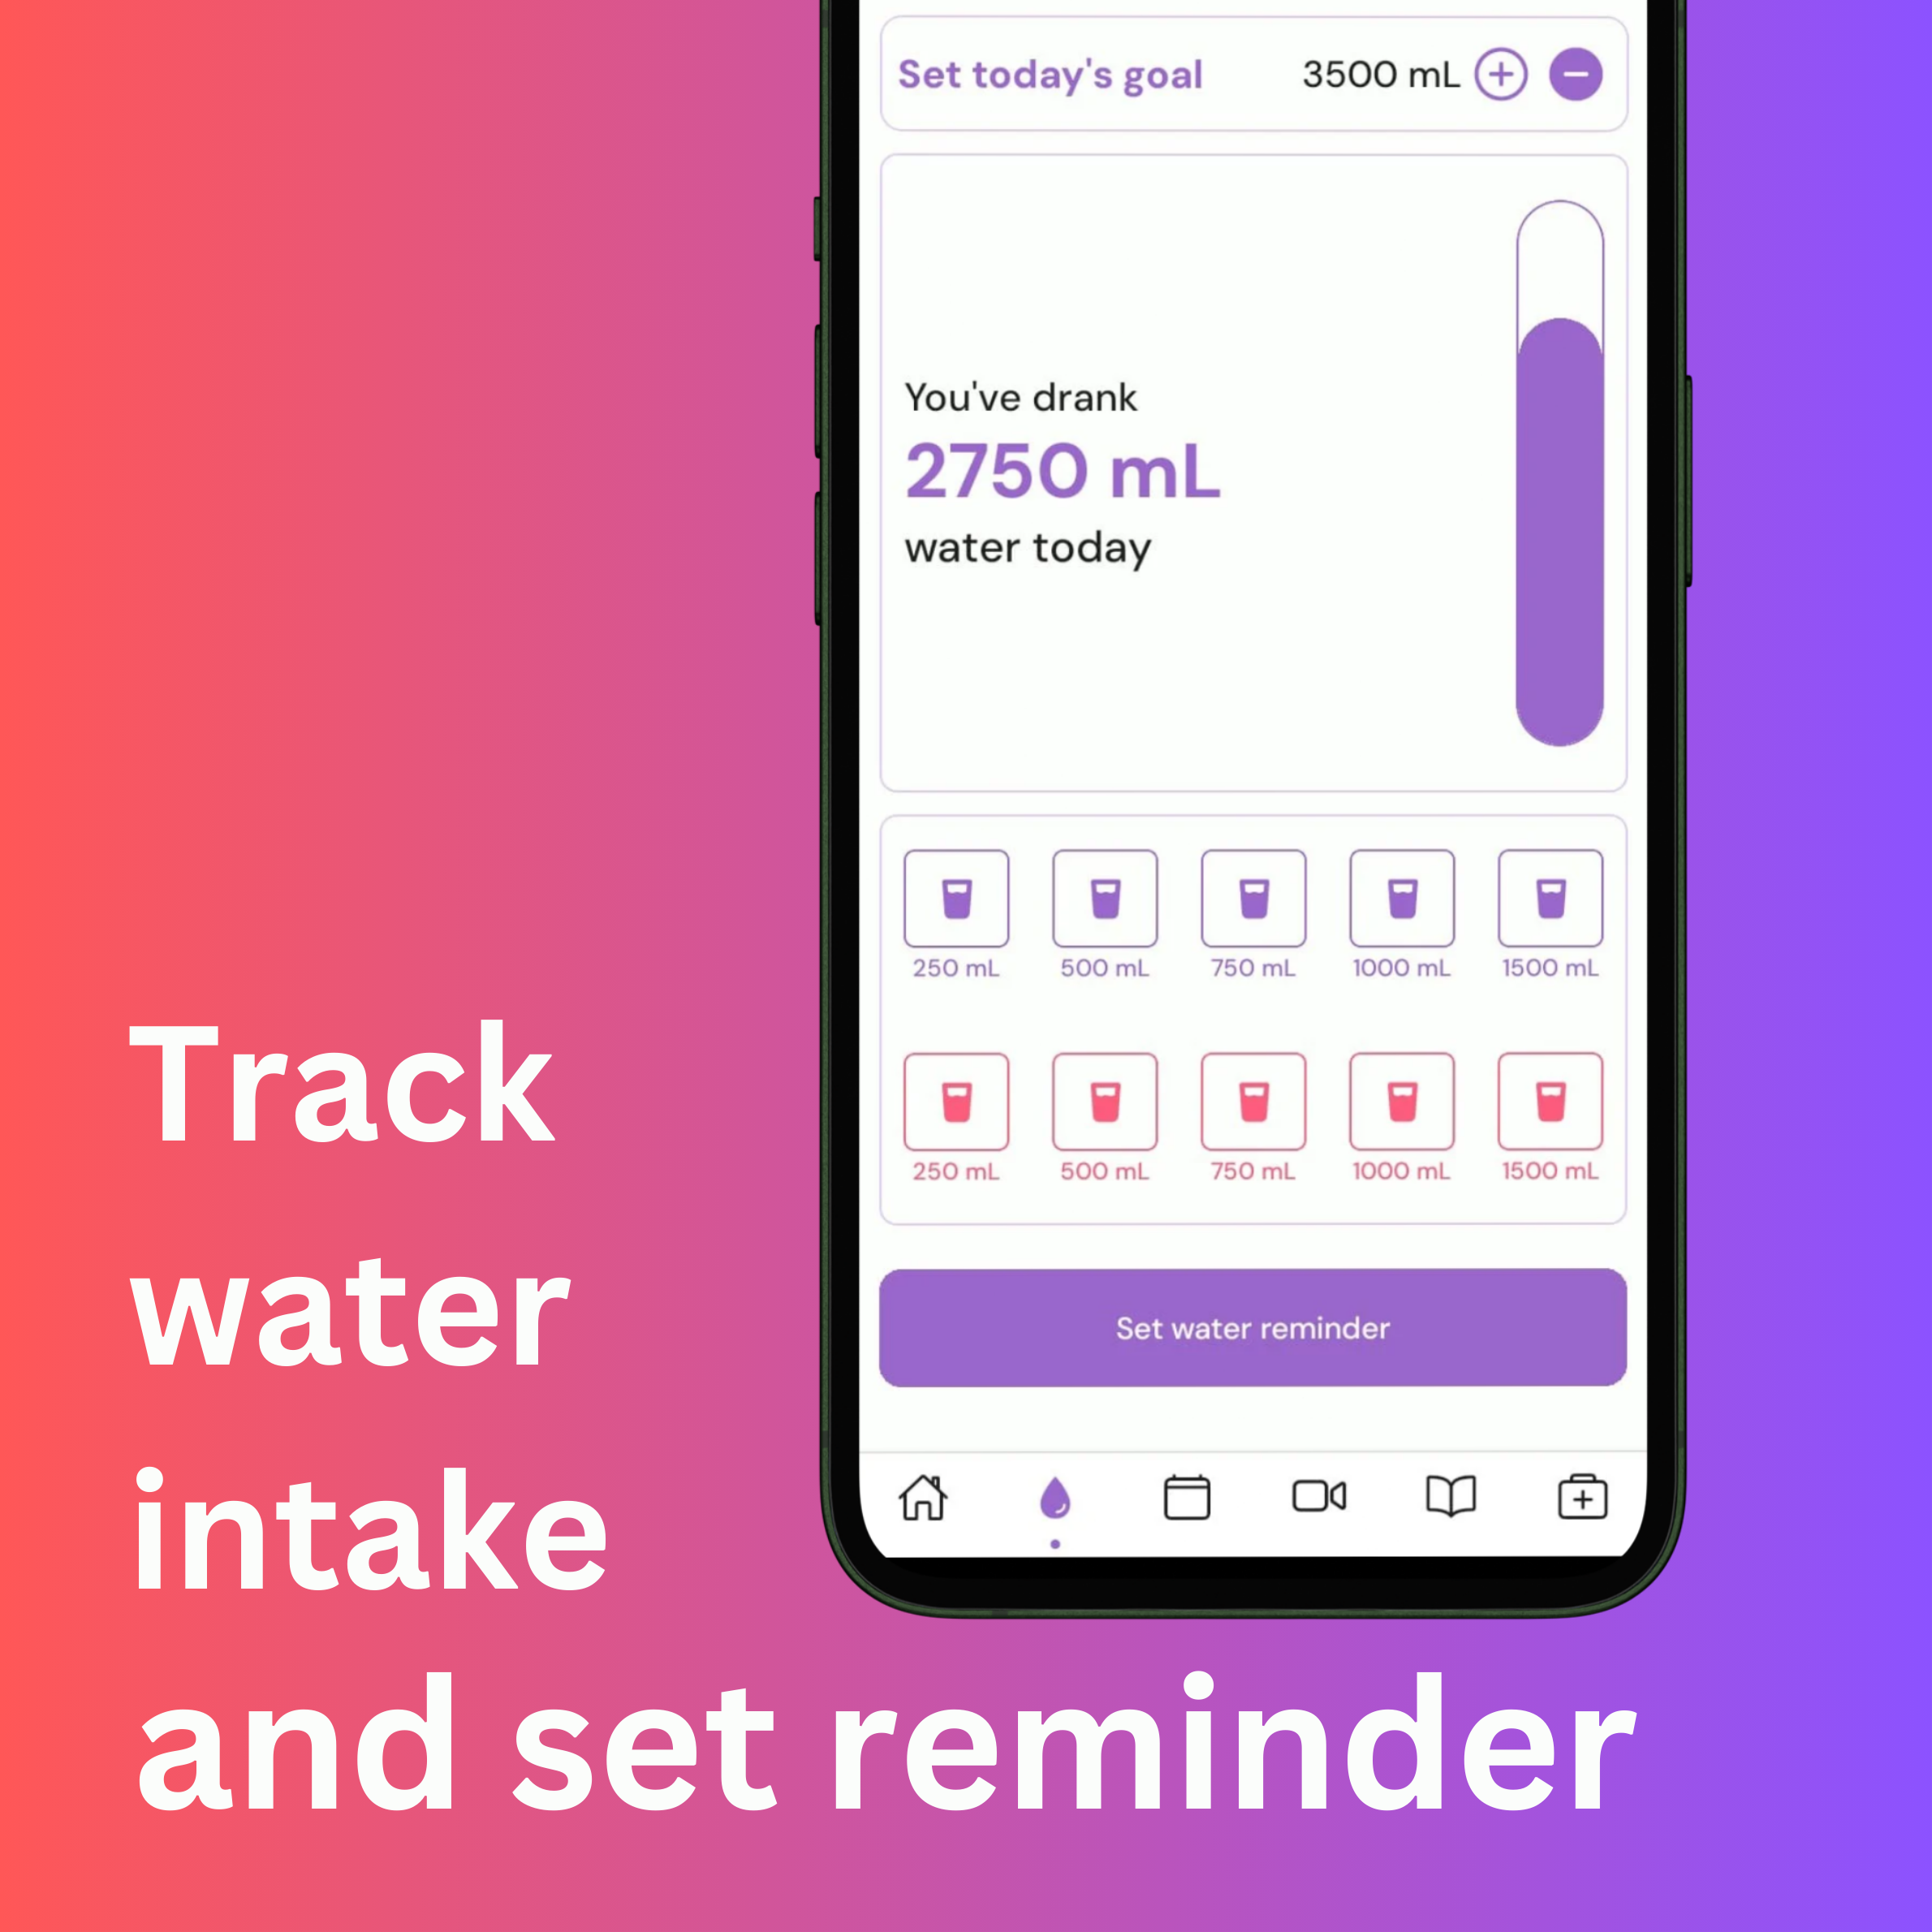 Set today's goal 3500 mL
You've drank
2750 mL
water today
250 mL 500 mL 750 mL 1000 mL 1500 mL
250 mL 500 mL 750 mL 1000 mL 1500 mL
Set water reminder
Track
water
intake
and set reminder